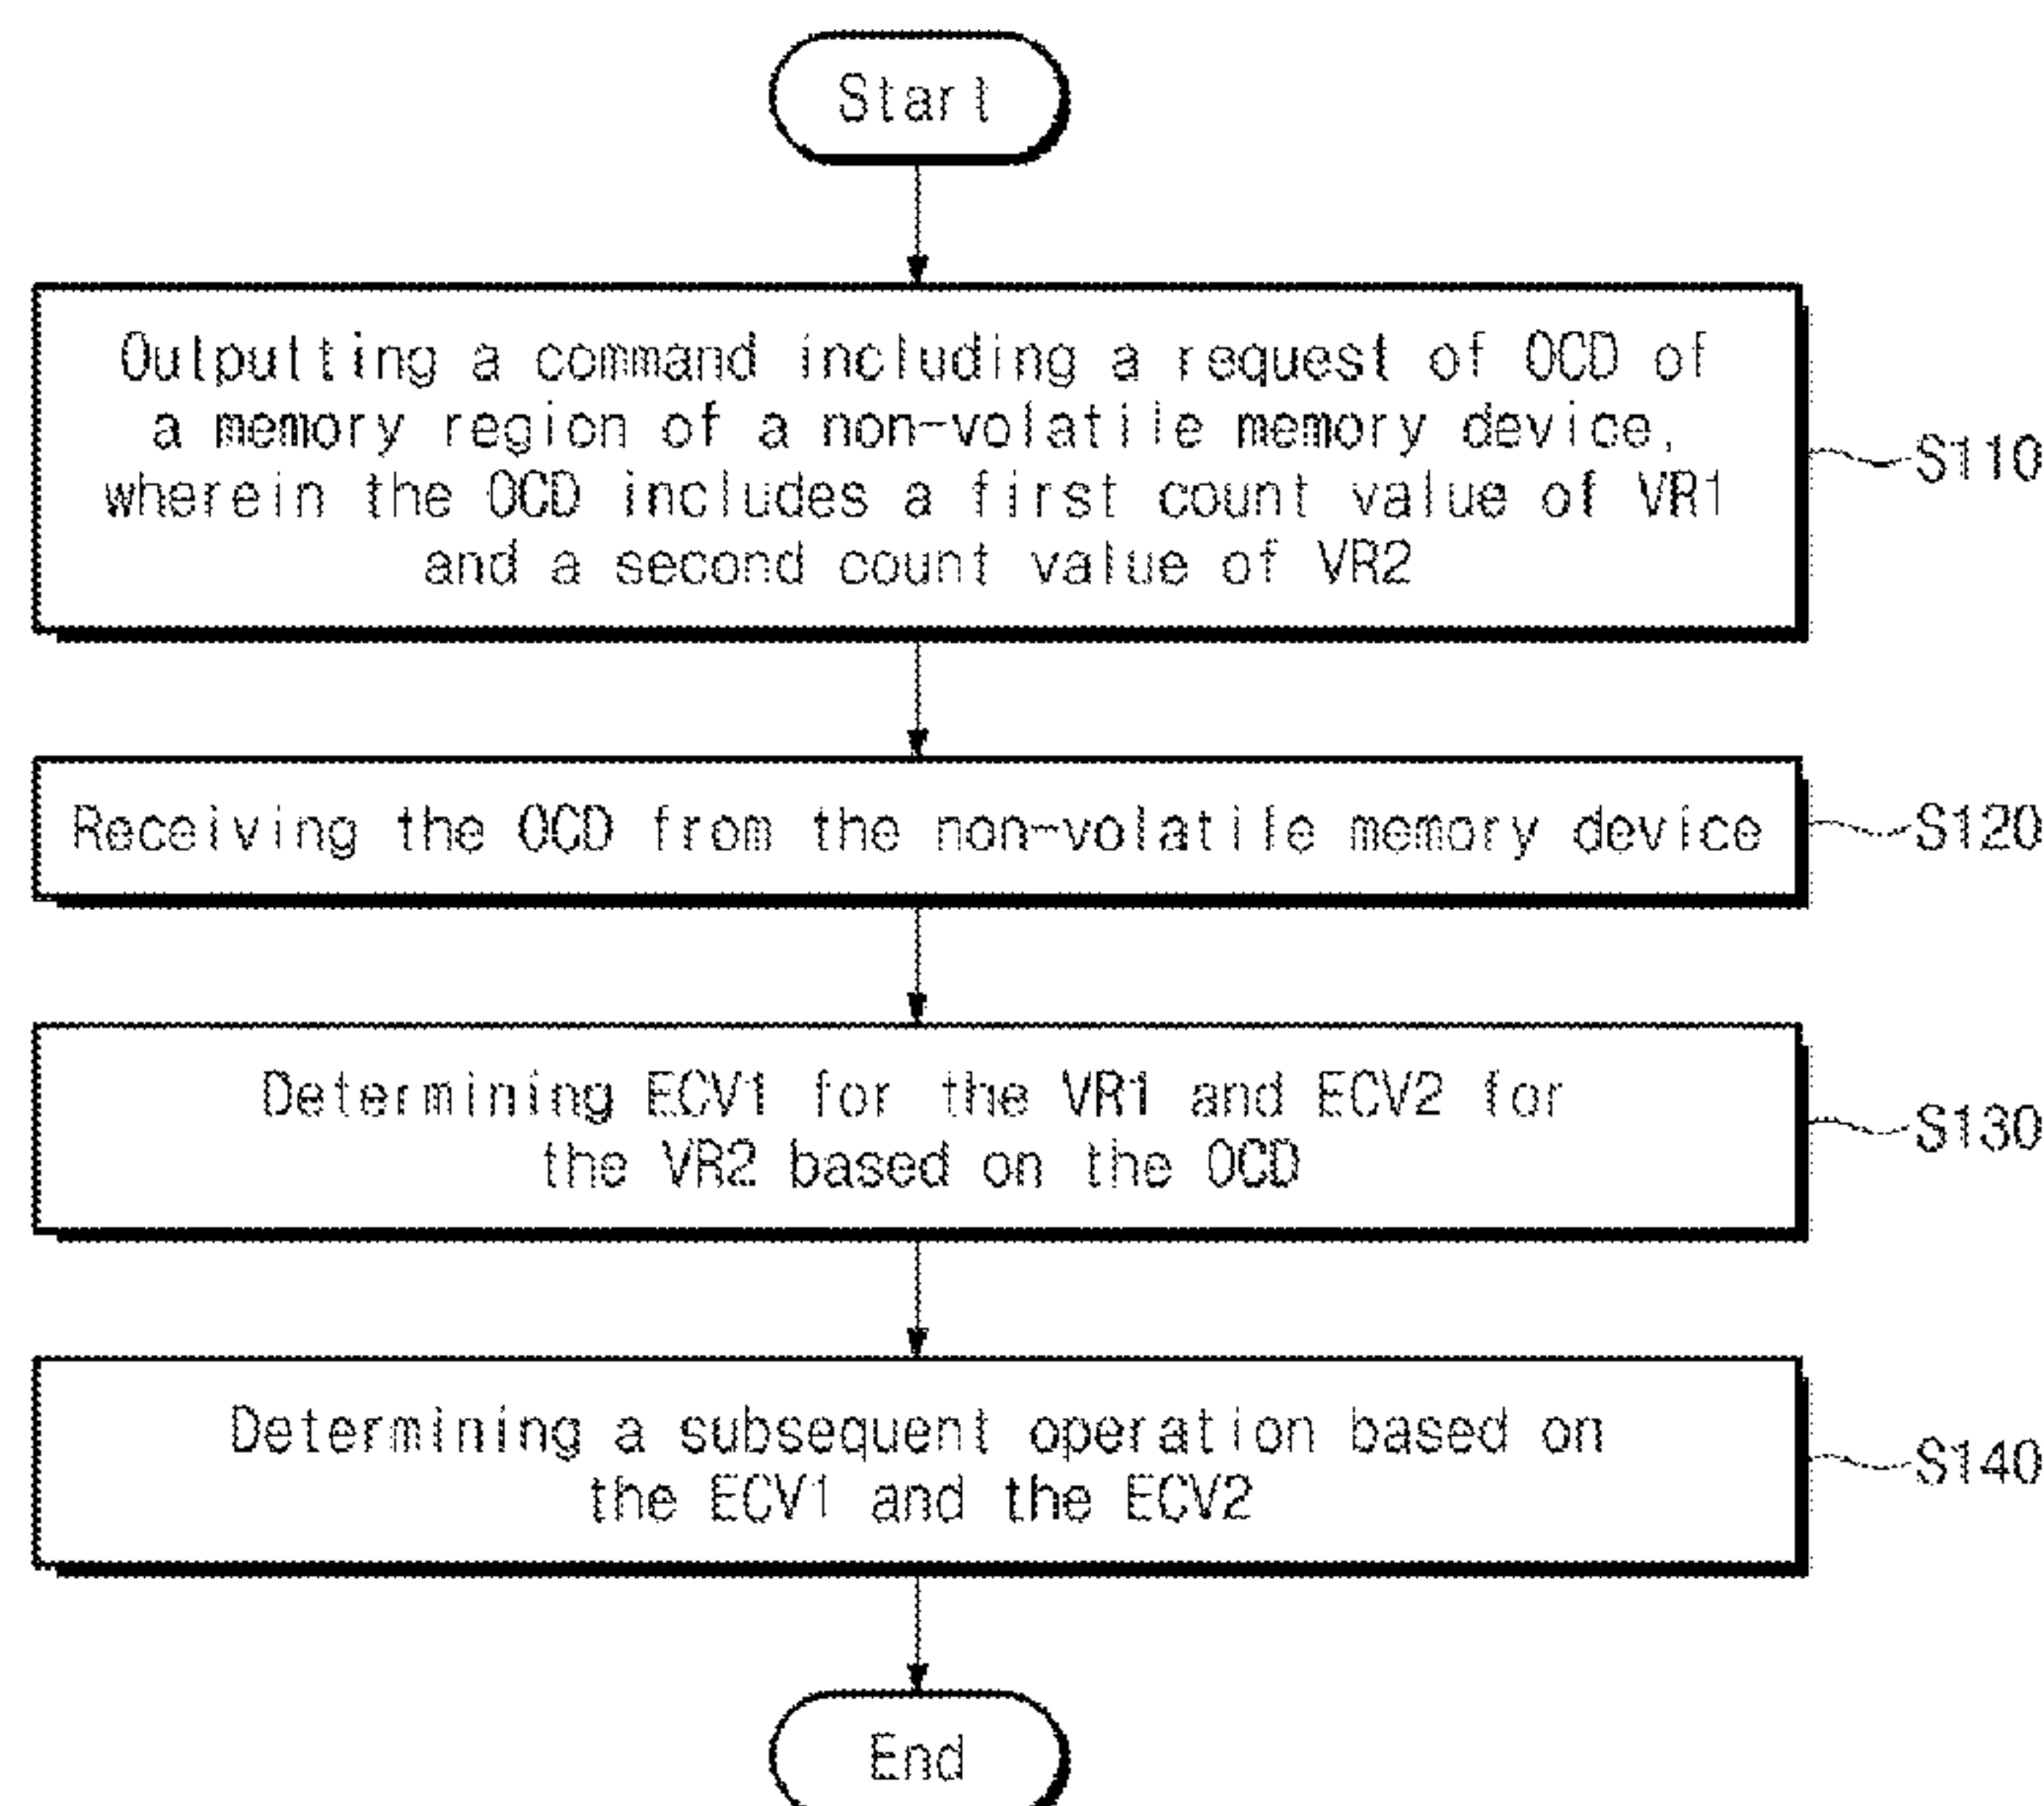 Start
Outputting a command including a request of OCD of
a memory region of a non-volatile memory device,
wherein the OCD includes a first count value of VR1
and a second count value of VR2
S110
Receiving the OCD from the non-volatile memory device
S120
Determining ECV1 for the VR1 and ECV2 for
the VR2 based on the OCD
S130
Determining a subsequent operation based on
the ECV1 and the ECV2
S140
End